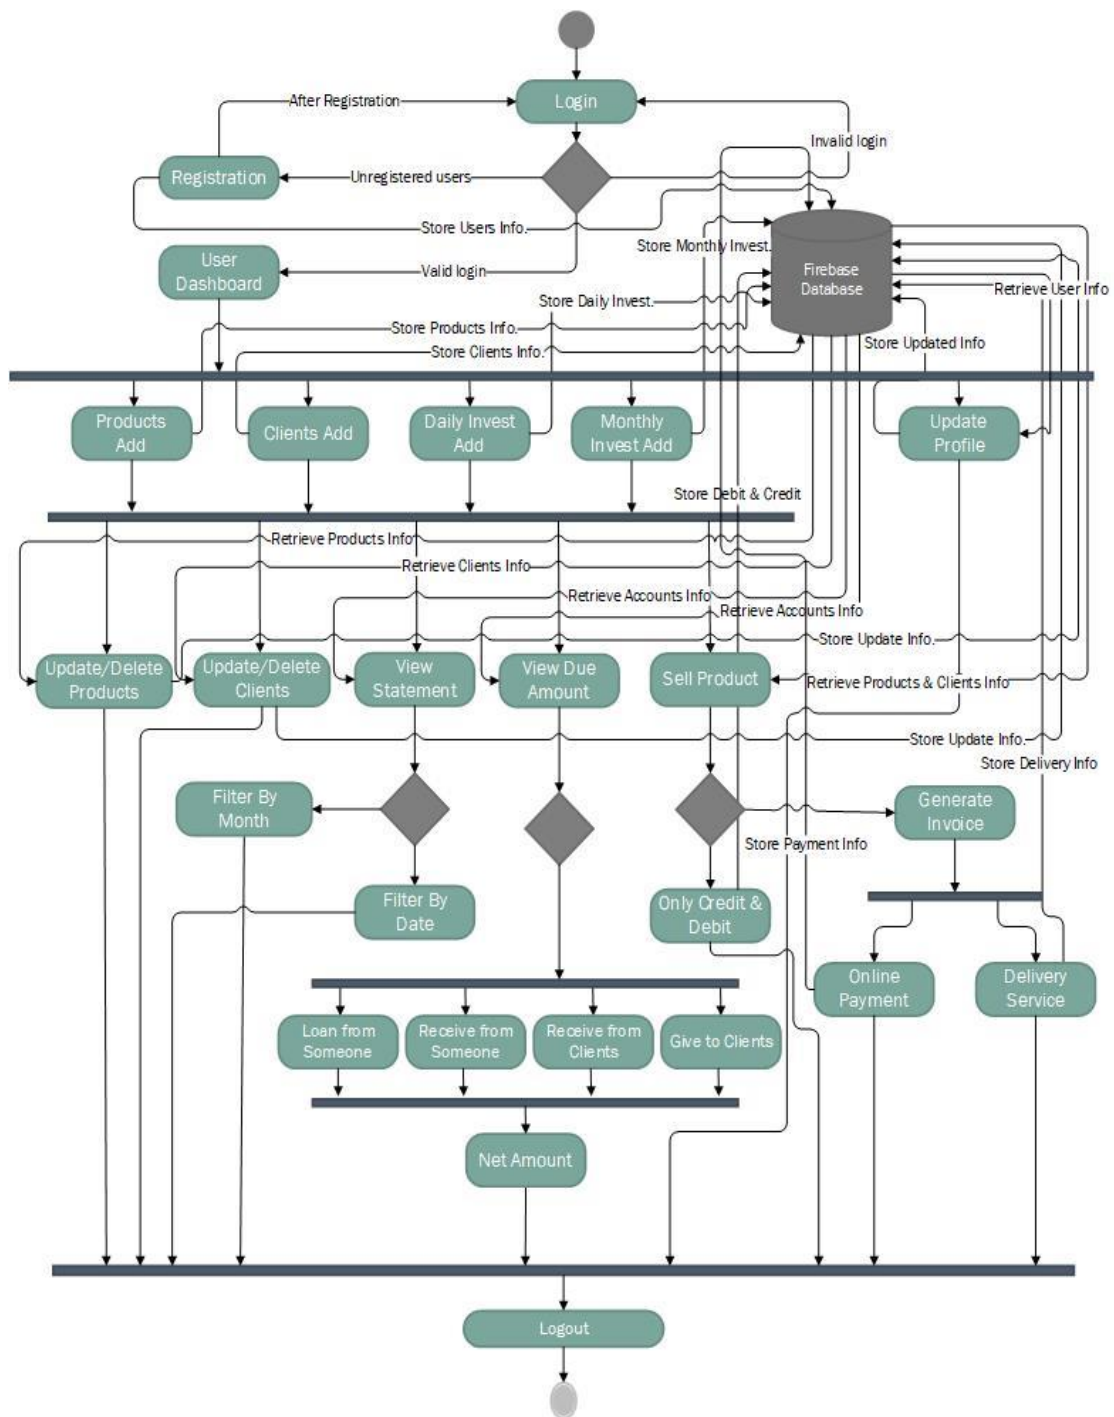 Login
After Registration
Invalid login
Registration
Unregistered users
Store Users Info.
Store Monthly Invest.
User
Dashboard
Valid login
Firebase
Database
Retrieve User Info
Store Daily Invest.
Store Products Info.
Store Updated Info
Store Clients Info.
Products
Add
Clients Add
Daily Invest
Add
Monthly
Invest Add
Update
Profile
Store Debit & Credit
Retrieve Products Info
Retrieve Clients Info
Retrieve Accounts Info
Retrieve Accounts Info
Store Update Info.
Update/Delete
Products
Update/Delete
Clients
View
Statement
View Due
Amount
Sell Product
Retrieve Products & Clients Info
Store Update Info.
Store Delivery Info
Filter By
Month
Generate
Invoice
Store Payment Info
Filter By
Date
Only Credit &
Debit
Online
Payment
Delivery
Service
Loan from
Someone
Receive from
Someone
Receive from
Clients
Give to Clients
Net Amount
Logout